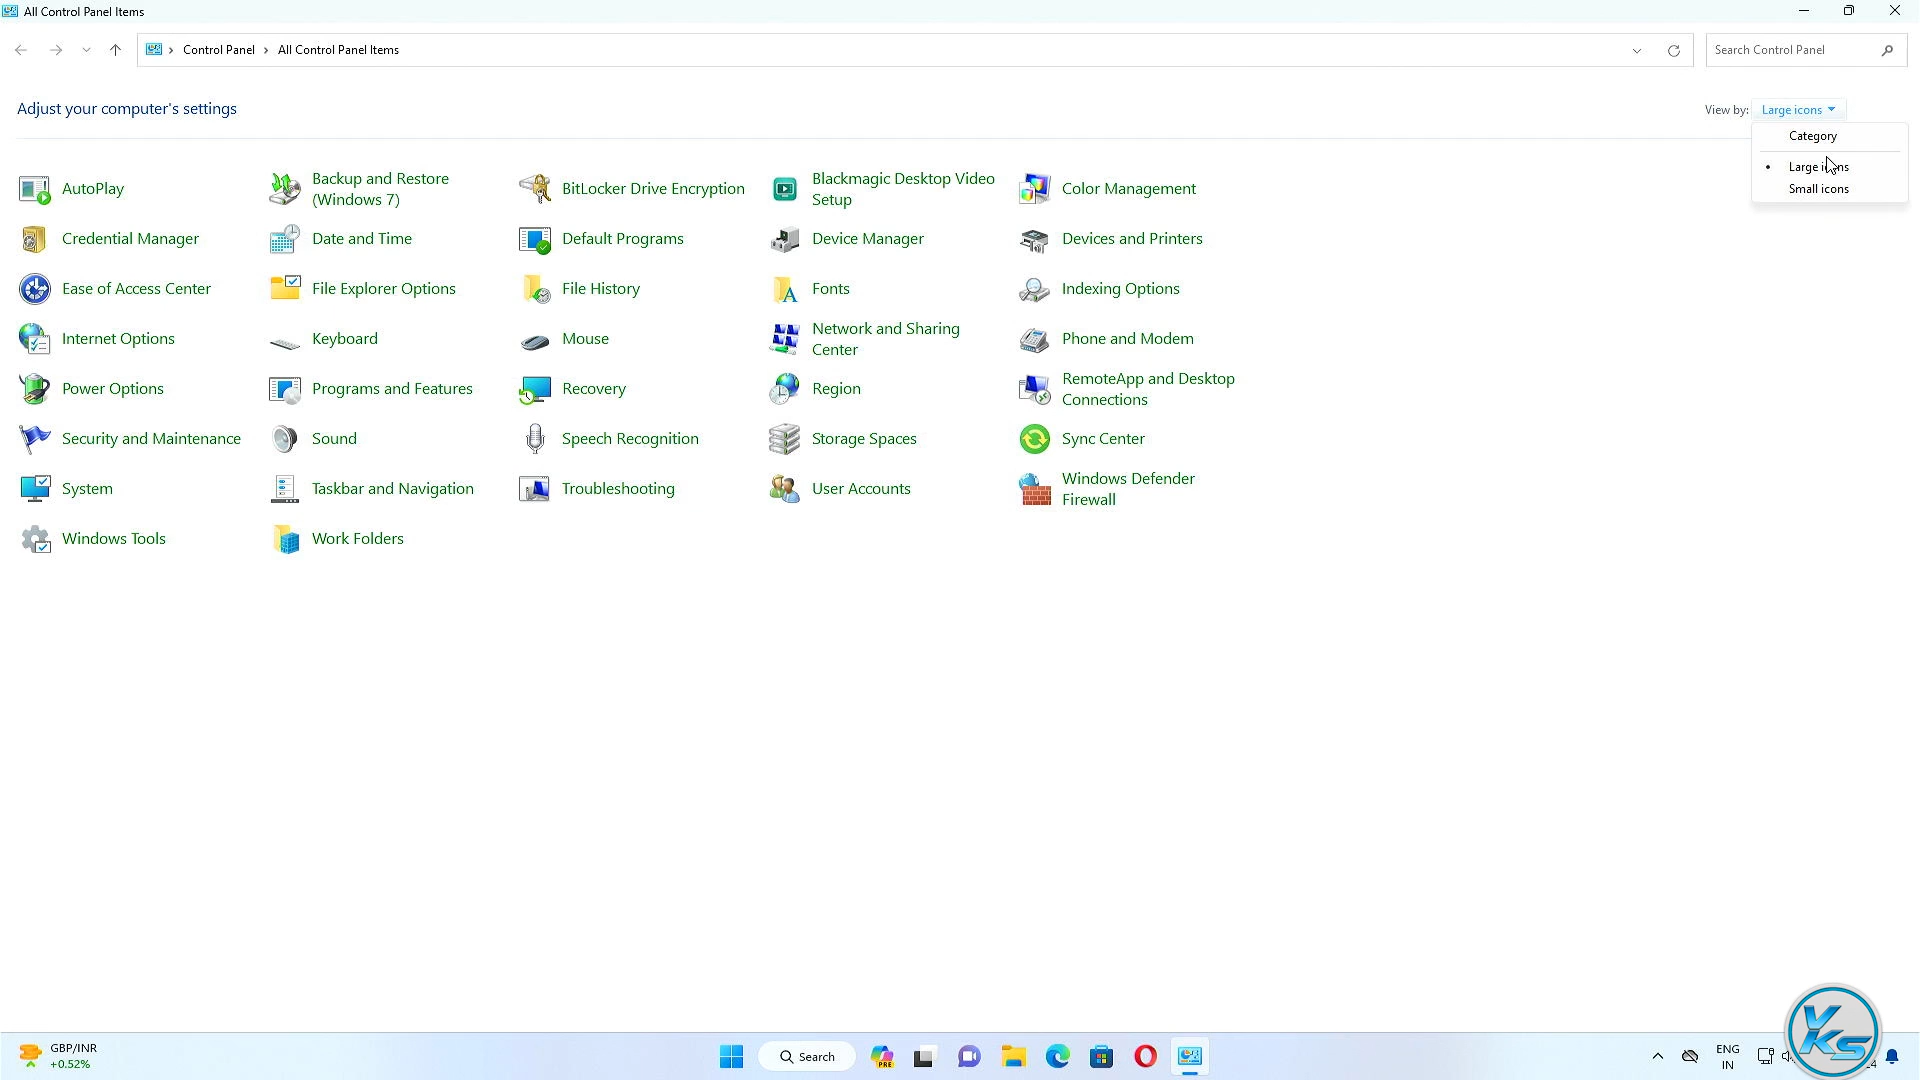 All Control Panel Items
Control Panel > All Control Panel Items
Search Control Panel
Adjust your computer's settings
View by: Large icons
Category
Large icons
Small icons
AutoPlay
Backup and Restore
(Windows 7)
BitLocker Drive Encryption
Blackmagic Desktop Video
Setup
Color Management
Credential Manager
Date and Time
Default Programs
Device Manager
Devices and Printers
Ease of Access Center
File Explorer Options
File History
Fonts
Indexing Options
Internet Options
Keyboard
Mouse
Network and Sharing
Center
Phone and Modem
Power Options
Programs and Features
Recovery
Region
RemoteApp and Desktop
Connections
Security and Maintenance
Sound
Speech Recognition
Storage Spaces
Sync Center
System
Taskbar and Navigation
Troubleshooting
User Accounts
Windows Defender
Firewall
Windows Tools
Work Folders
GBP/INR
+0.52%
Search
PRE
ENG
IN
YKS